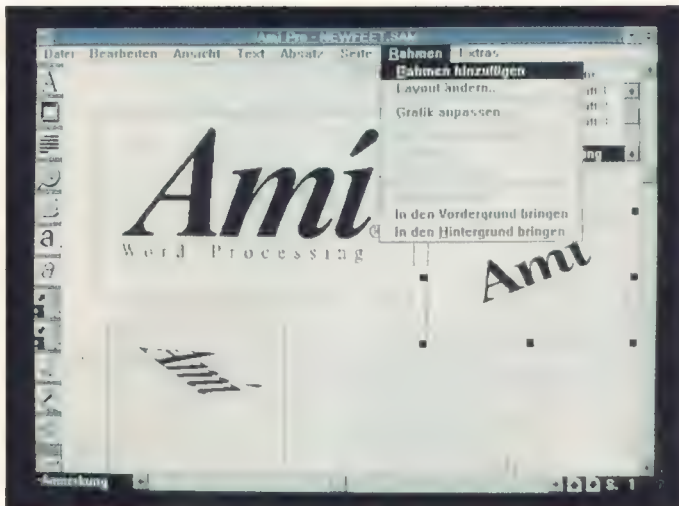 Ami Pro - NEWFEET.SAM
Datei Bearbeiten Ansicht Text Absatz Seite Rahmen Extras
Rahmen hinzufügen
Layout ändern..
Grafik anpassen
In den Vordergrund bringen
In den Hintergrund bringen
Ami
Word Processing
Ami
Ami
a
a
Anmerkung
S. 1